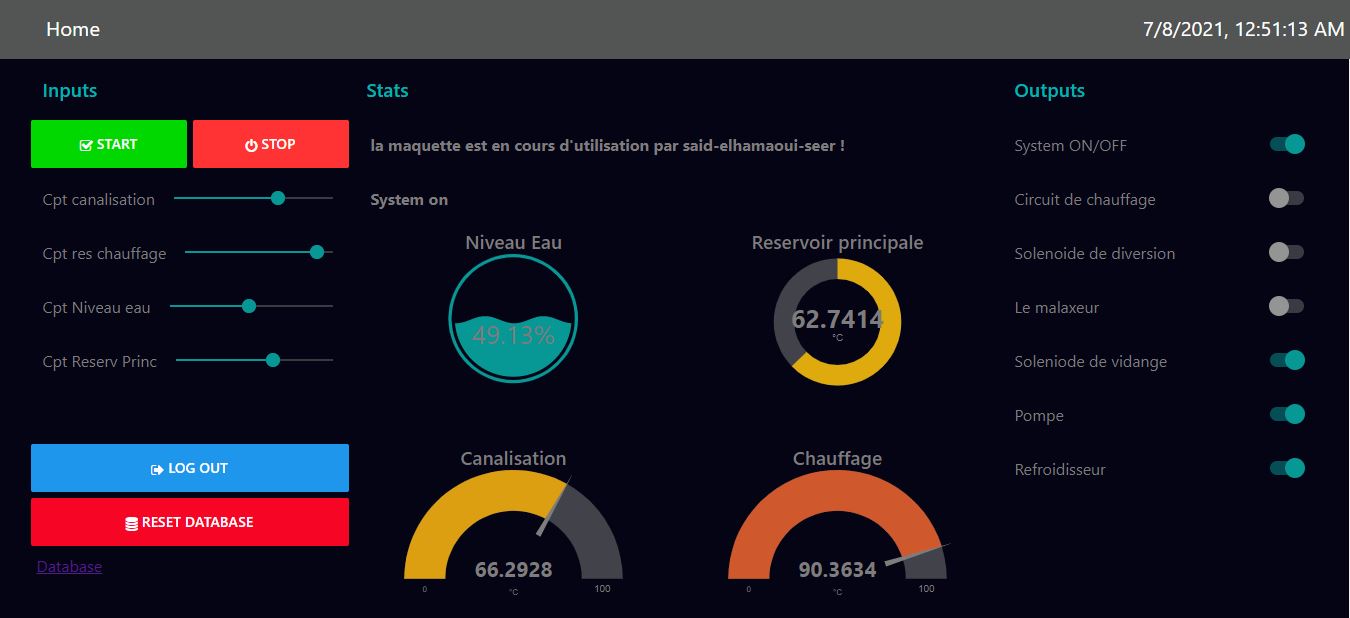 Home
7/8/2021, 12:51:13 AM
Inputs
START
STOP
Cpt canalisation
Cpt res chauffage
Cpt Niveau eau
Cpt Reserv Princ
LOG OUT
RESET DATABASE
Database
Stats
la maquette est en cours d'utilisation par said-elhamaoui-seer !
System on
Niveau Eau
49.13%
Reservoir principale
62.7414
°C
Canalisation
66.2928
0
°C
100
Chauffage
90.3634
0
°C
100
Outputs
System ON/OFF
Circuit de chauffage
Solenoide de diversion
Le malaxeur
Soleniode de vidange
Pompe
Refroidisseur